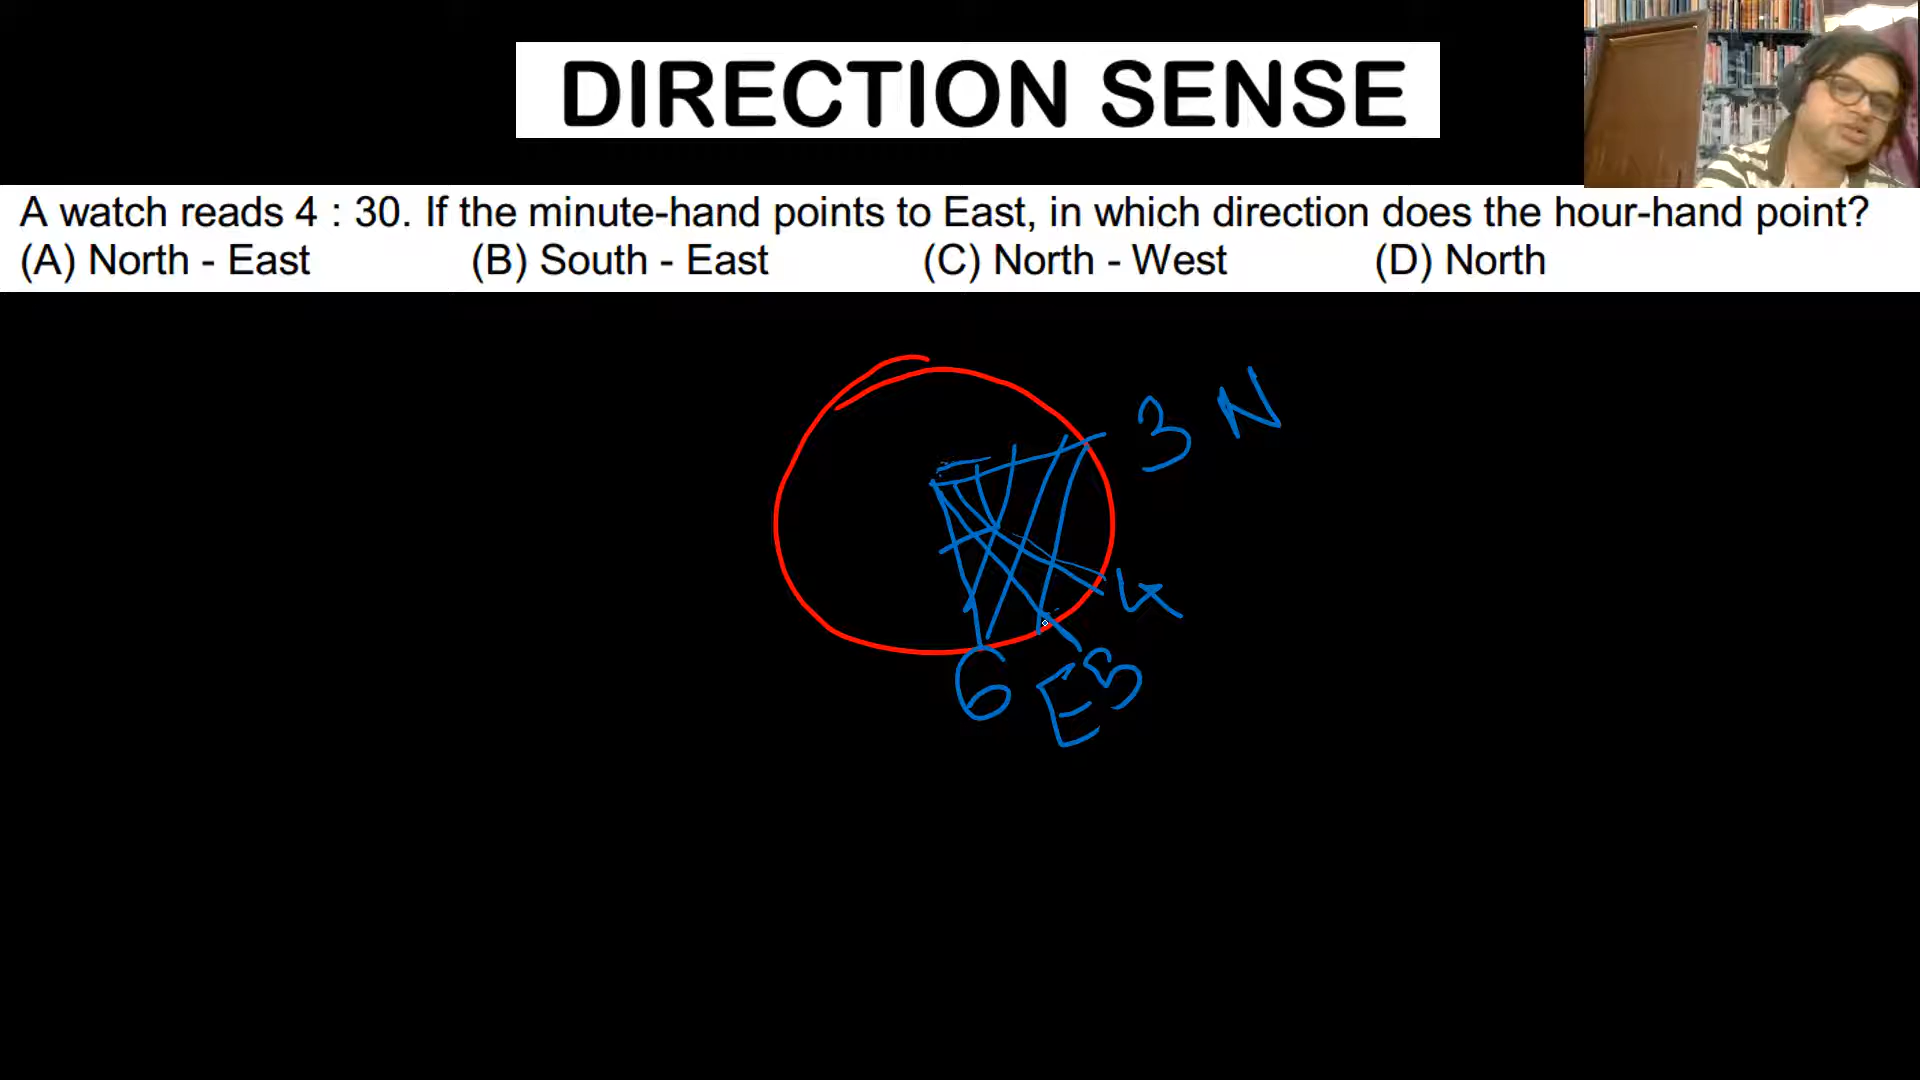 DIRECTION SENSE
A watch reads 4 : 30. If the minute-hand points to East, in which direction does the hour-hand point?
(A) North - East (B) South - East (C) North - West (D) North
3 N
4
6 E 5